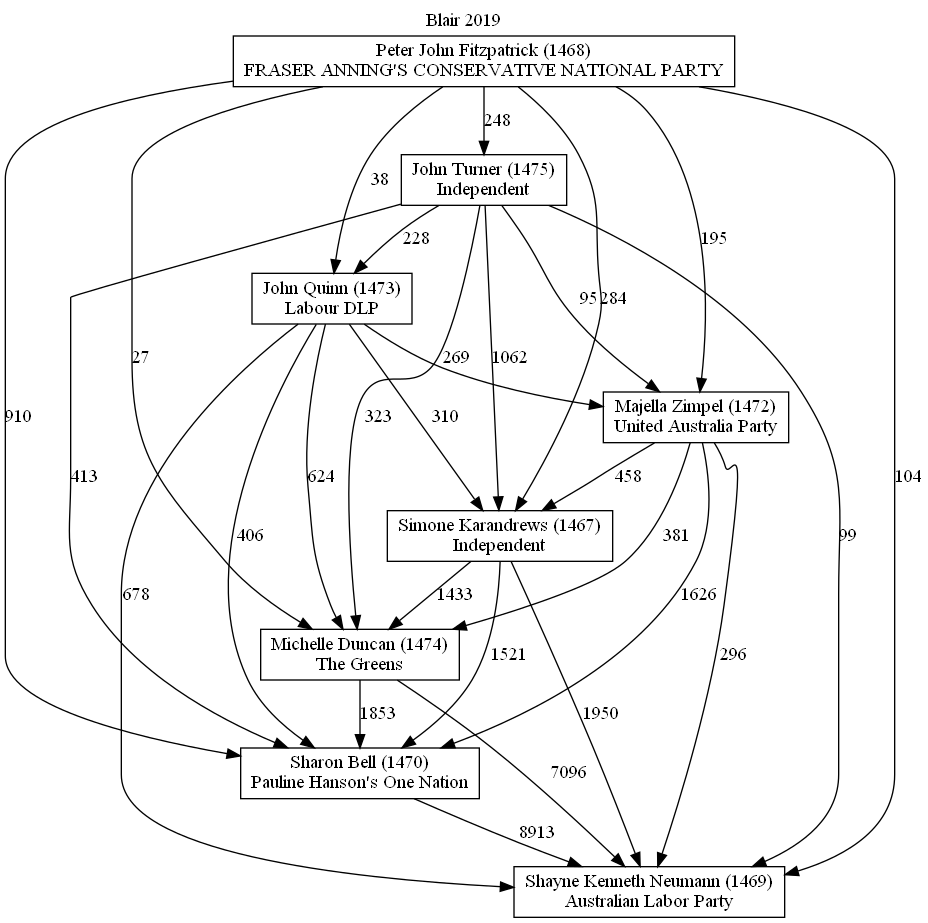 Blair 2019
Peter John Fitzpatrick (1468)
FRASER ANNING'S CONSERVATIVE NATIONAL PARTY
248
John Turner (1475)
Independent
38
228
195
John Quinn (1473)
Labour DLP
95
284
27
269
1062
Majella Zimpel (1472)
United Australia Party
910
323
310
413
624
458
104
Simone Karandrews (1467)
Independent
406
381
99
678
1433
1626
Michelle Duncan (1474)
The Greens
1521
296
1853
1950
Sharon Bell (1470)
Pauline Hanson's One Nation
7096
8913
Shayne Kenneth Neumann (1469)
Australian Labor Party